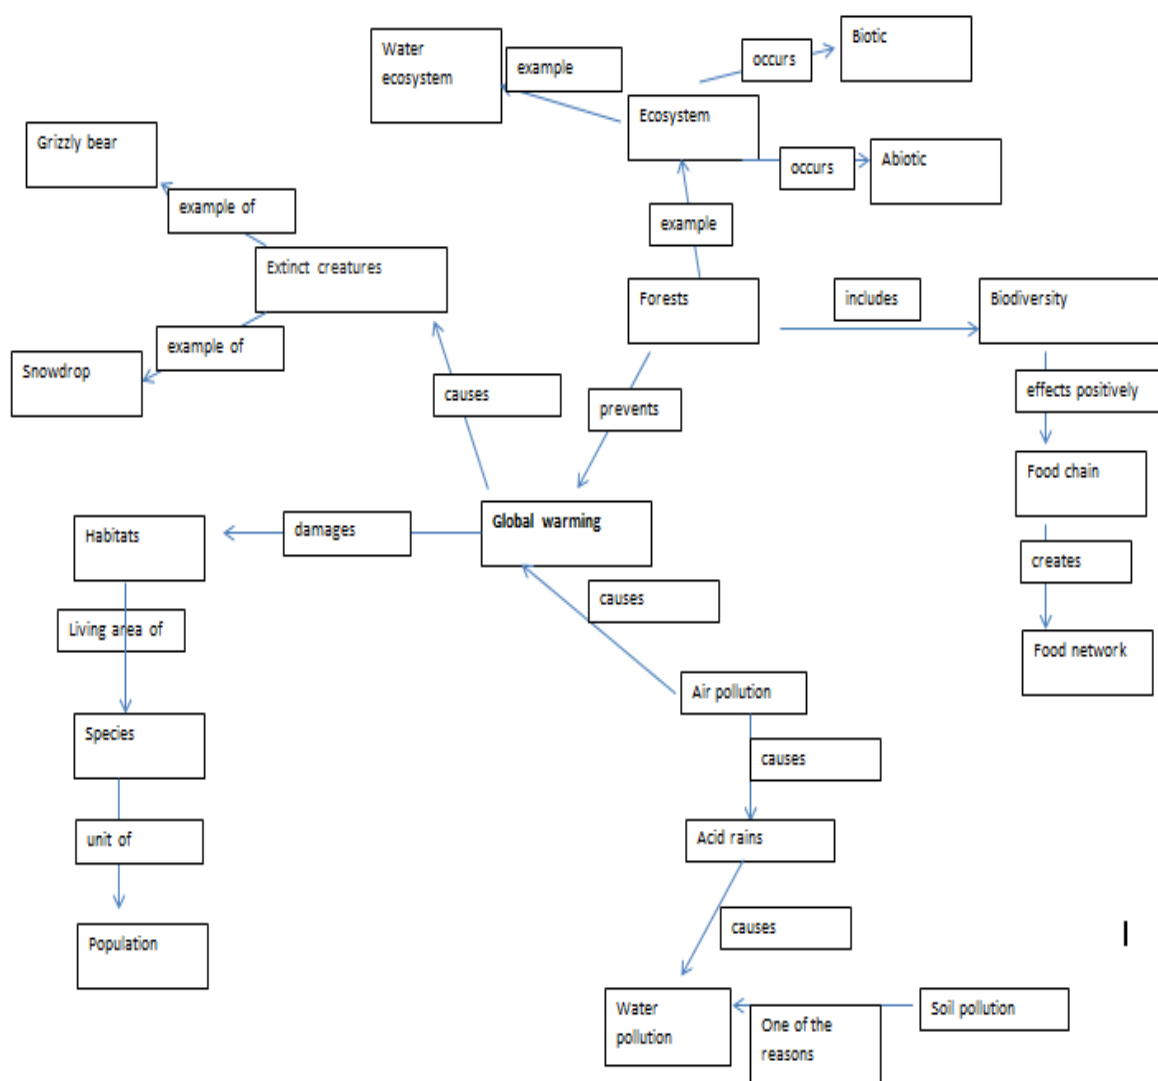 Biotic
Water
ecosystem
example
occurs
Ecosystem
Grizzly bear
Abiotic
occurs
example of
example
Extinct creatures
Forests
includes
Biodiversity
example of
Snowdrop
causes
prevents
effects positively
Food chain
Global warming
damages
Habitats
creates
causes
Living area of
Food network
Air pollution
Species
causes
unit of
Acid rains
causes
Population
Water
pollution
One of the
reasons
Soil pollution